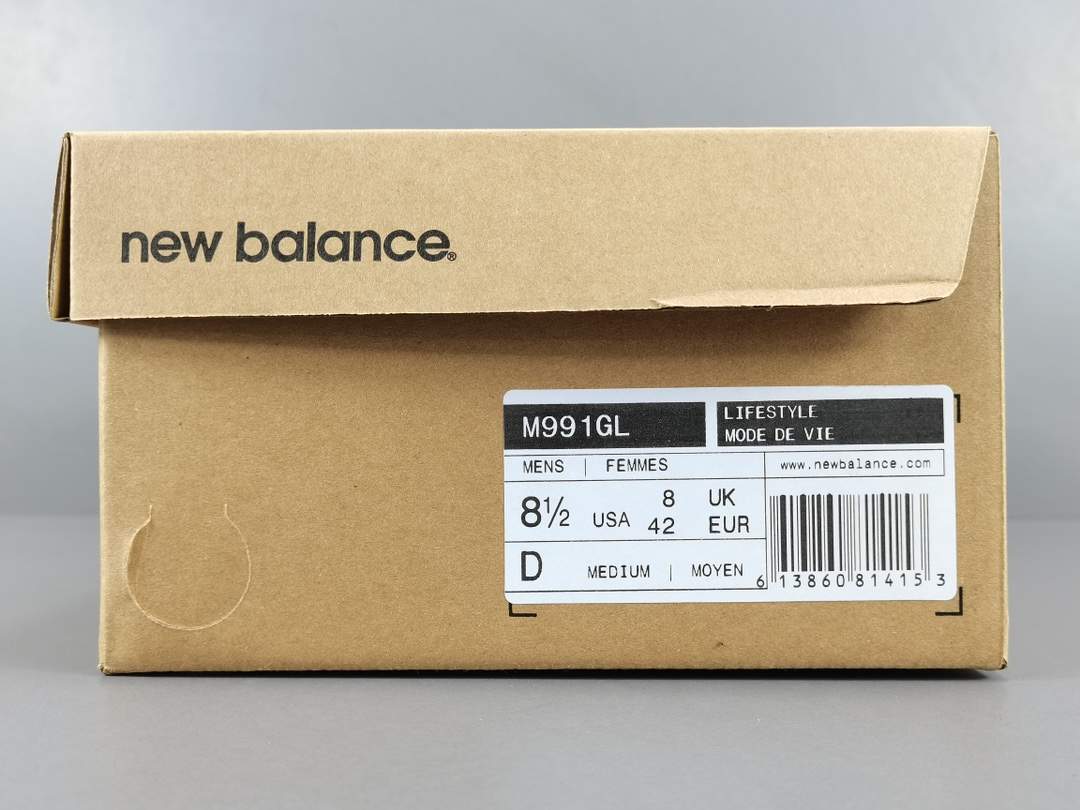 new balance®
M991GL
LIFESTYLE
MODE DE VIE
MENS | FEMMES
www.newbalance.com
8½ USA 8 UK
42 EUR
D MEDIUM | MOYEN
6 13860 81415 3